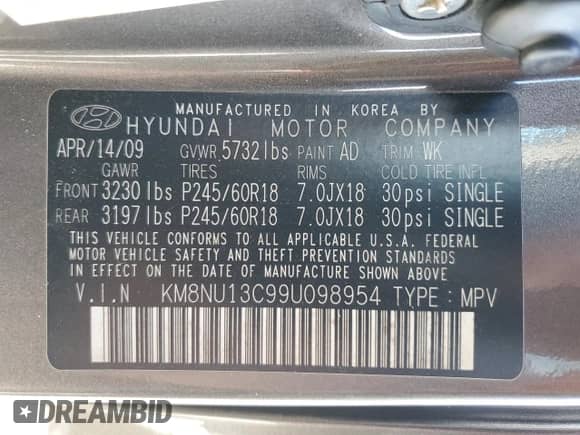 MANUFACTURED IN KOREA BY
HYUNDAI MOTOR COMPANY
APR/14/09 GVWR 5732lbs PAINT AD TRIM WK
GAWR TIRES RIMS COLD TIRE INFL
FRONT 3230lbs P245/60R18 7.0JX18 30psi SINGLE
REAR 3197lbs P245/60R18 7.0JX18 30psi SINGLE
THIS VEHICLE CONFORMS TO ALL APPLICABLE U.S.A. FEDERAL
MOTOR VEHICLE SAFETY AND THEFT PREVENTION STANDARDS
IN EFFECT ON THE DATE OF MANUFACTURE SHOWN ABOVE.
V.I.N KM8NU13C99U098954 TYPE : MPV
DREAMBID